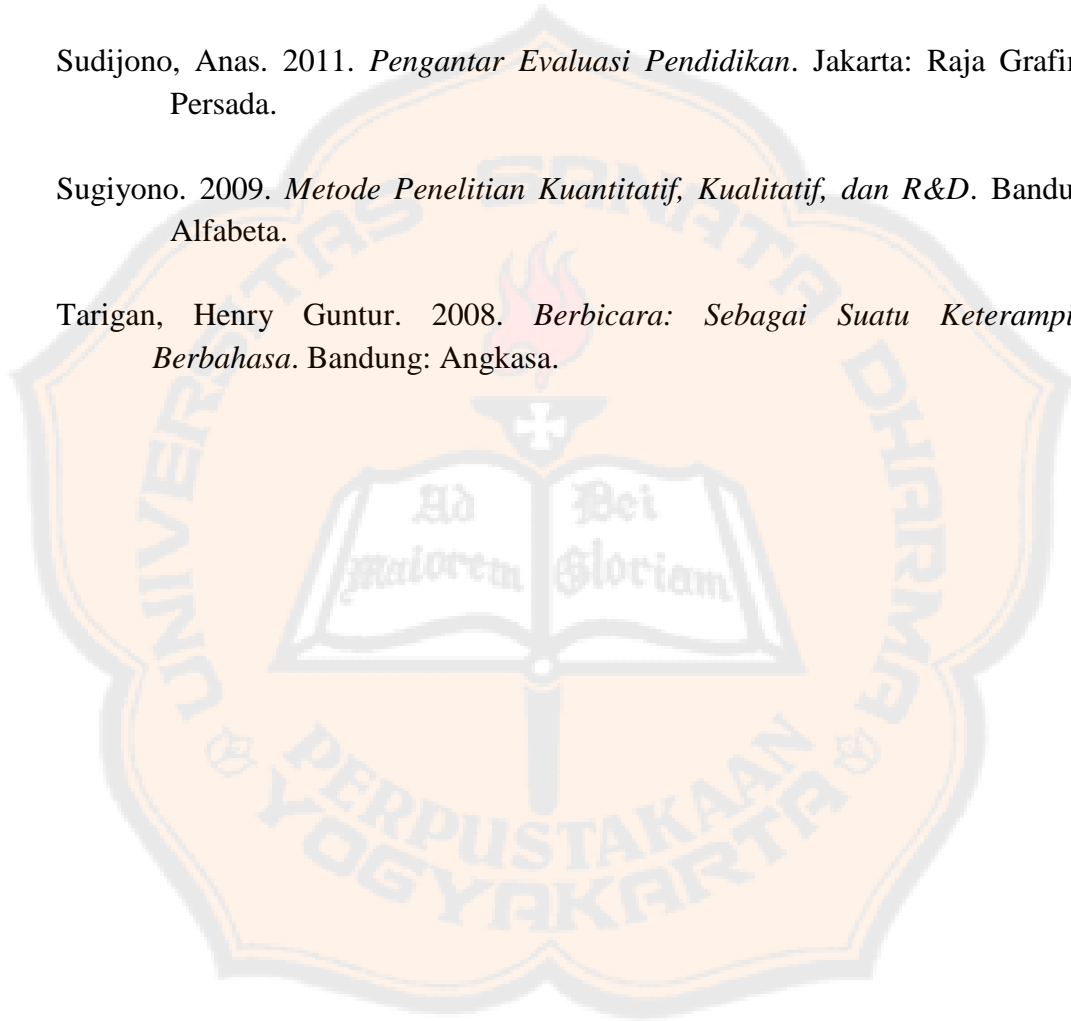 Sudijono, Anas. 2011. Pengantar Evaluasi Pendidikan. Jakarta: Raja Grafin
Persada.
Sugiyono. 2009. Metode Penelitian Kuantitatif, Kualitatif, dan R&D. Bandu
Alfabeta.
Tarigan, Henry Guntur. 2008. Berbicara: Sebagai Suatu Keterampi
Berbahasa. Bandung: Angkasa.
UNIVERSITAS SANATA DHARMA
Ad Dei
Maiorem Gloriam
PERPUSTAKAAN
YOGYAKARTA